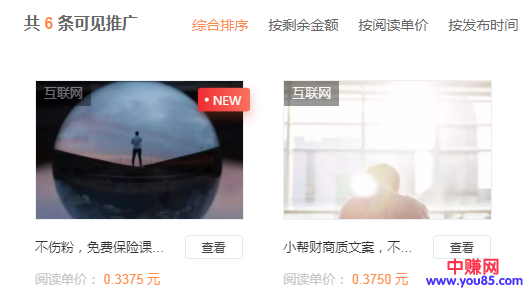 共 6 条可见推广
综合排序 按剩余金额 按阅读单价 按发布时间
互联网
• NEW
互联网
不伤粉，免费保险课...
查看
小帮财商质文案，不...
查看
阅读单价： 0.3375 元
阅读单价： 0.3750 元
中赚网
www.you85.com